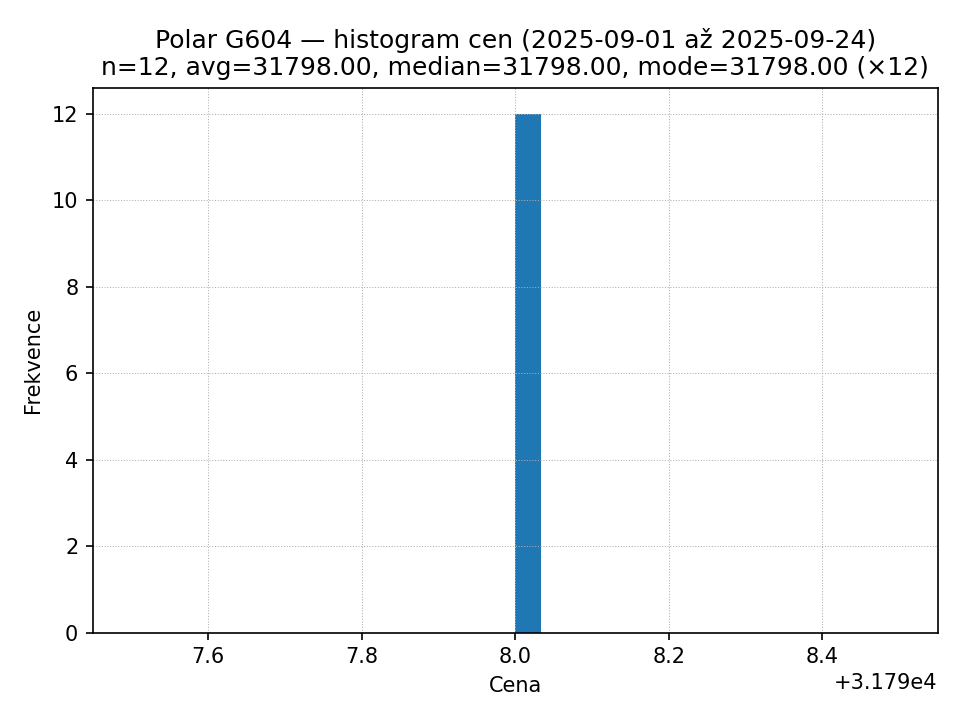 Polar G604 — histogram cen (2025-09-01 až 2025-09-24)
n=12, avg=31798.00, median=31798.00, mode=31798.00 (×12)
12
10
8
6
4
2
0
Frekvence
7.6 7.8 8.0 8.2 8.4
Cena
+3.179e4